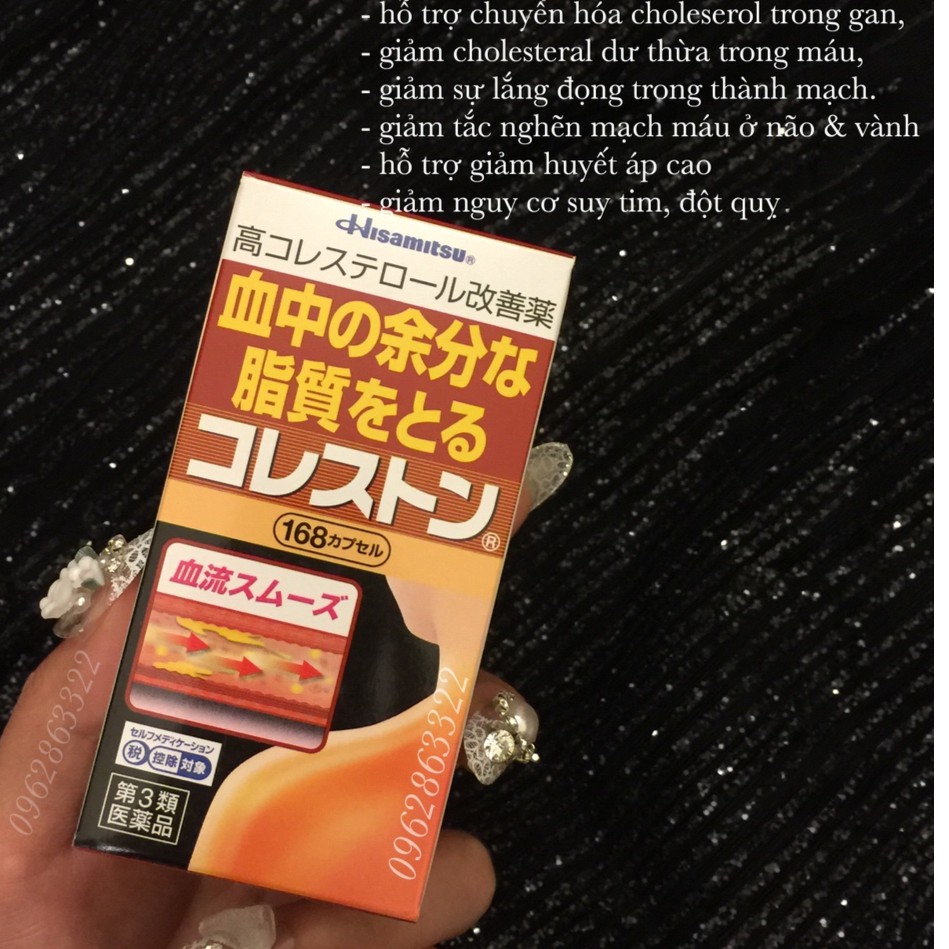 - hỗ trợ chuyển hóa choleserol trong gan,
- giảm cholesteral dư thừa trong máu,
- giảm sự lắng đọng trong thành mạch.
- giảm tắc nghẽn mạch máu ở não & vành
- hỗ trợ giảm huyết áp cao
- giảm nguy cơ suy tim, đột quỵ
Hisamitsu®
高コレステロール改善薬
血中の余分な
脂質をとる
コレストン®
168カプセル
血流スムーズ
セルフメディケーション
税 控除 対象
第3類
医薬品
0962863322
0962863322